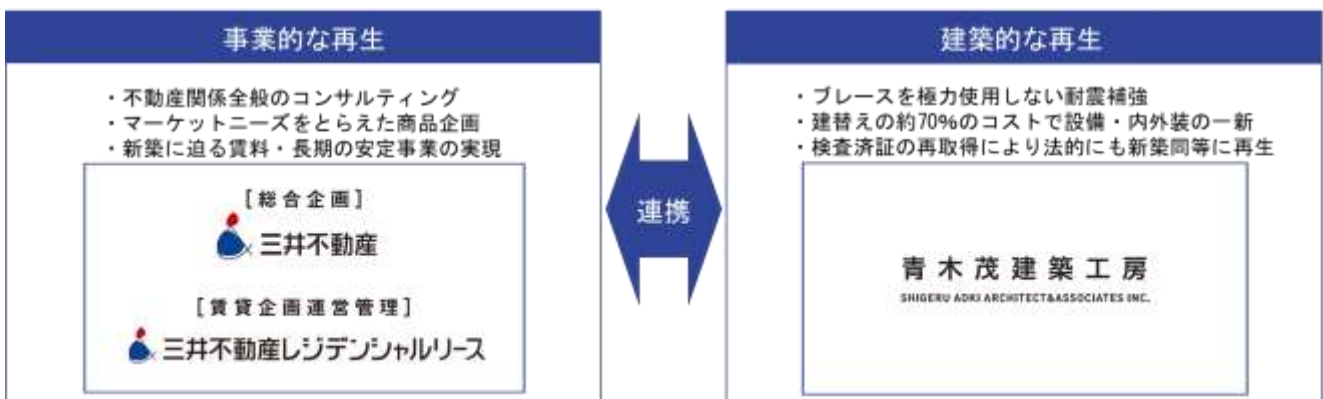 事業的な再生
・不動産関係全般のコンサルティング
・マーケットニーズをとらえた商品企画
・新築に迫る賃料・長期の安定事業の実現
[総合企画]
三井不動産
[賃貸企画運営管理]
三井不動産レジデンシャルリース
連携
建築的な再生
・ブレースを極力使用しない耐震補強
・建替えの約70%のコストで設備・内外装の一新
・検査済証の再取得により法的にも新築同等に再生
青木茂建築工房
SHIGERU AOKI ARCHITECT&ASSOCIATES INC.